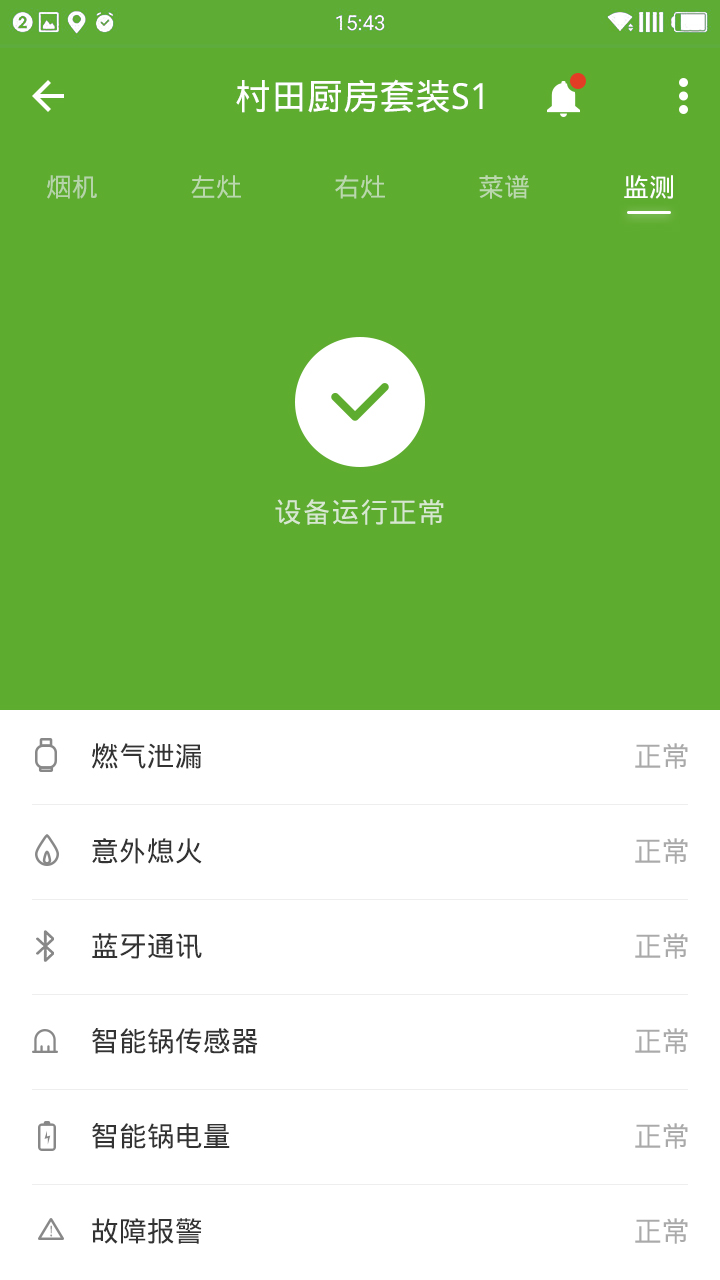 2
15:43
村田厨房套装S1
烟机 左灶 右灶 菜谱 监测
设备运行正常
燃气泄漏 正常
意外熄火 正常
蓝牙通讯 正常
智能锅传感器 正常
智能锅电量 正常
故障报警 正常